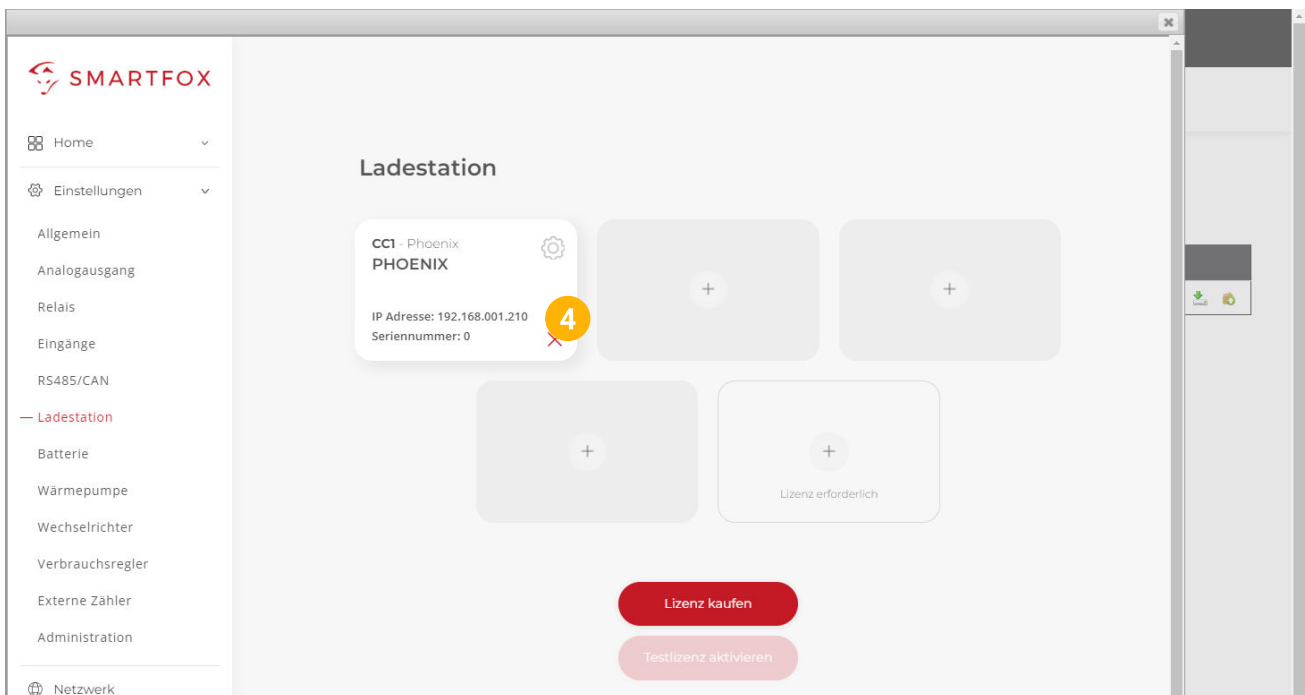 SMARTFOX
Home
Einstellungen
Allgemein
Analogausgang
Relais
Eingänge
RS485/CAN
Ladestation
Batterie
Wärmepumpe
Wechselrichter
Verbrauchsregler
Externe Zähler
Administration
Netzwerk
Ladestation
CC1 - Phoenix
PHOENIX
IP Adresse: 192.168.001.210
Seriennummer: 0
4
Lizenz erforderlich
Lizenz kaufen
Testlizenz aktivieren